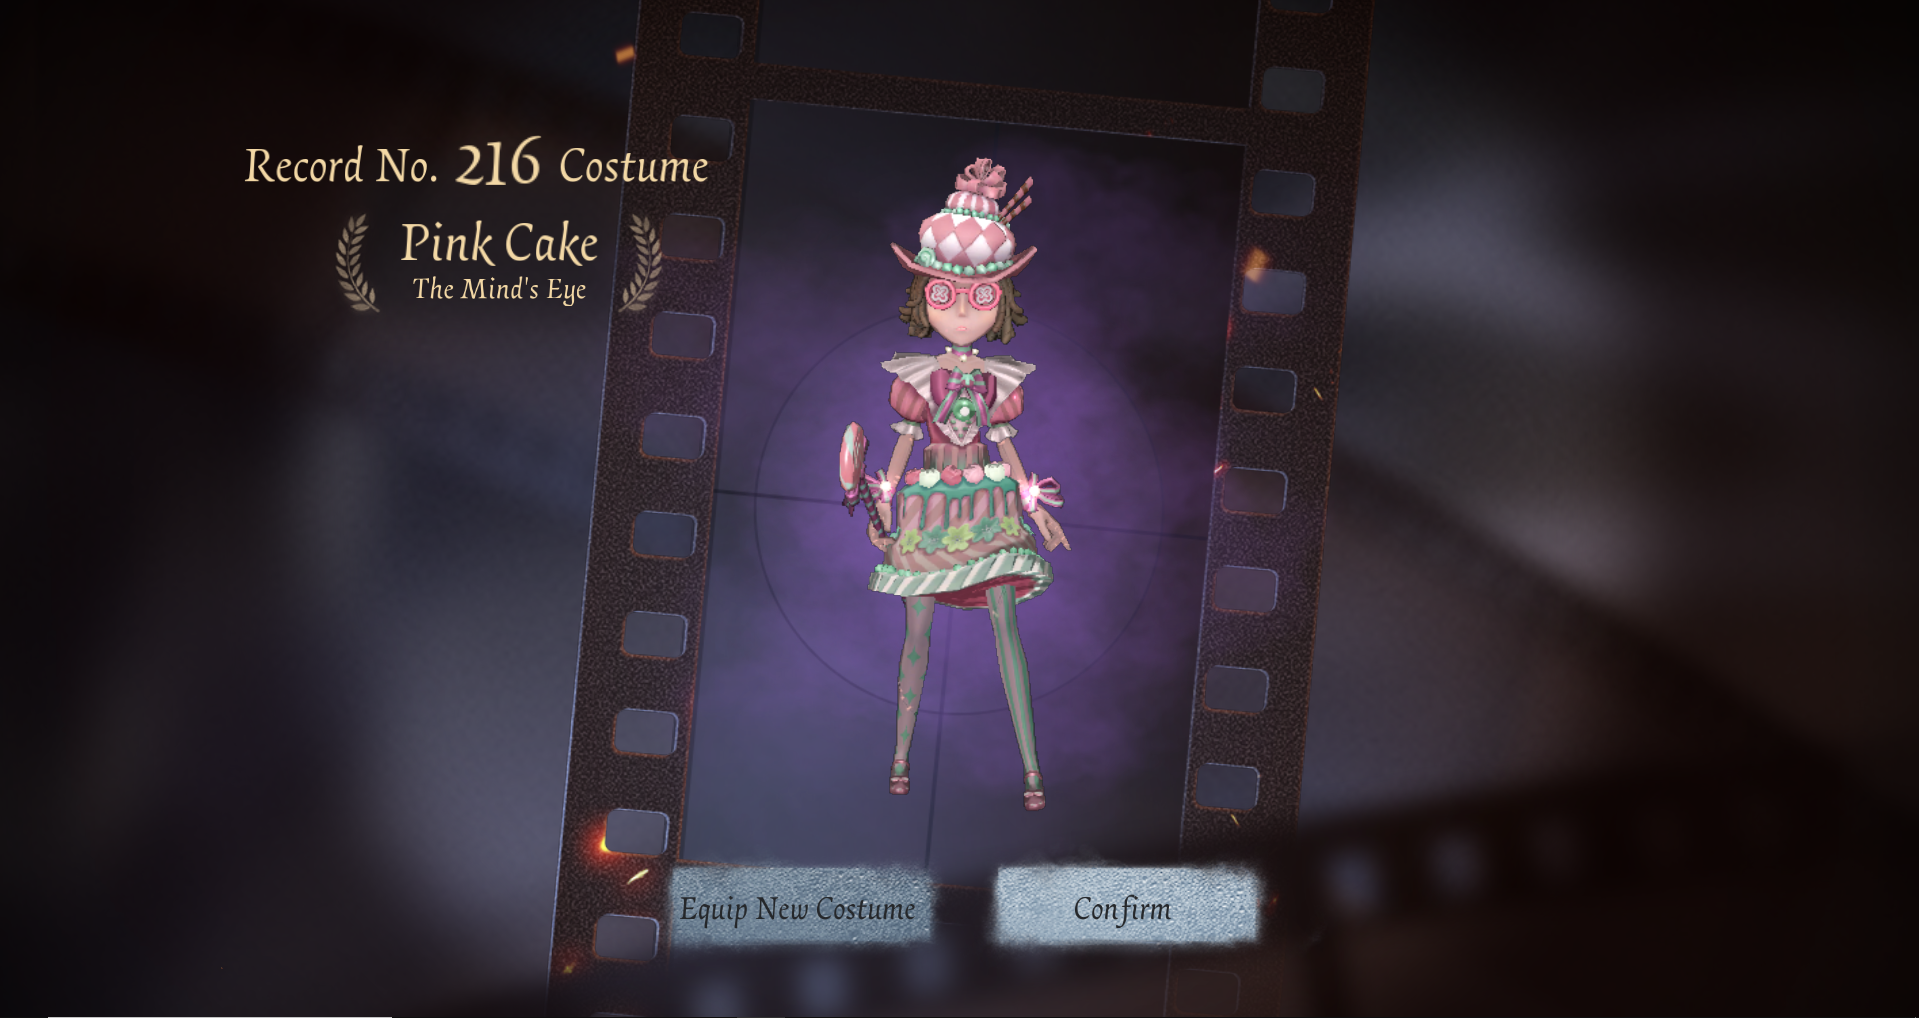 Record No. 216 Costume
Pink Cake
The Mind's Eye
Equip New Costume
Confirm